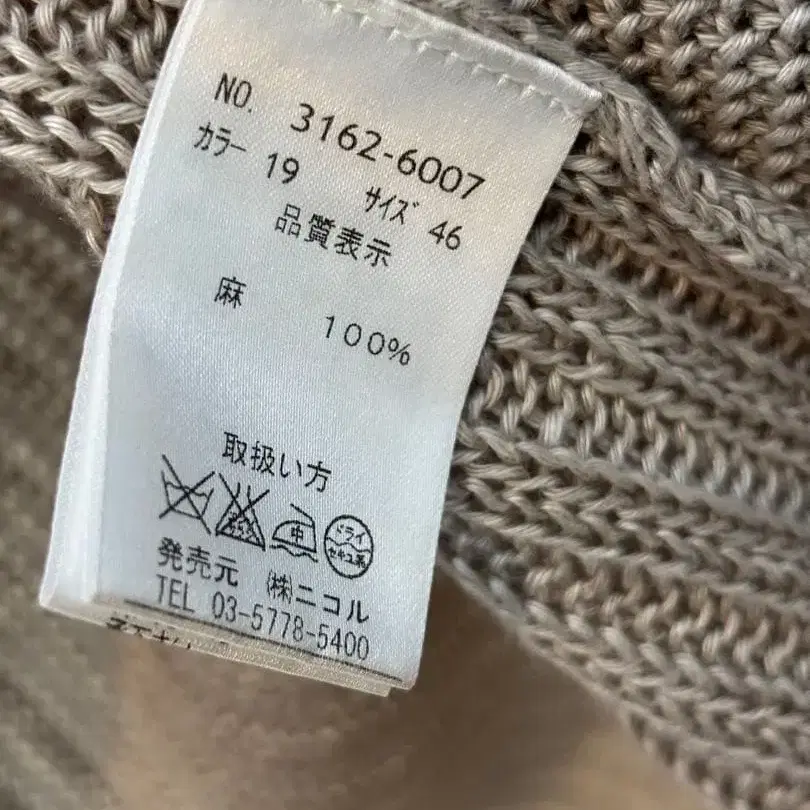 NO. 3162-6007
カラー 19 サイズ 46
品質表示
麻 100%
取扱い方
中 ドライ セキユ系
発売元 ㈱ニコル
TEL 03-5778-5400